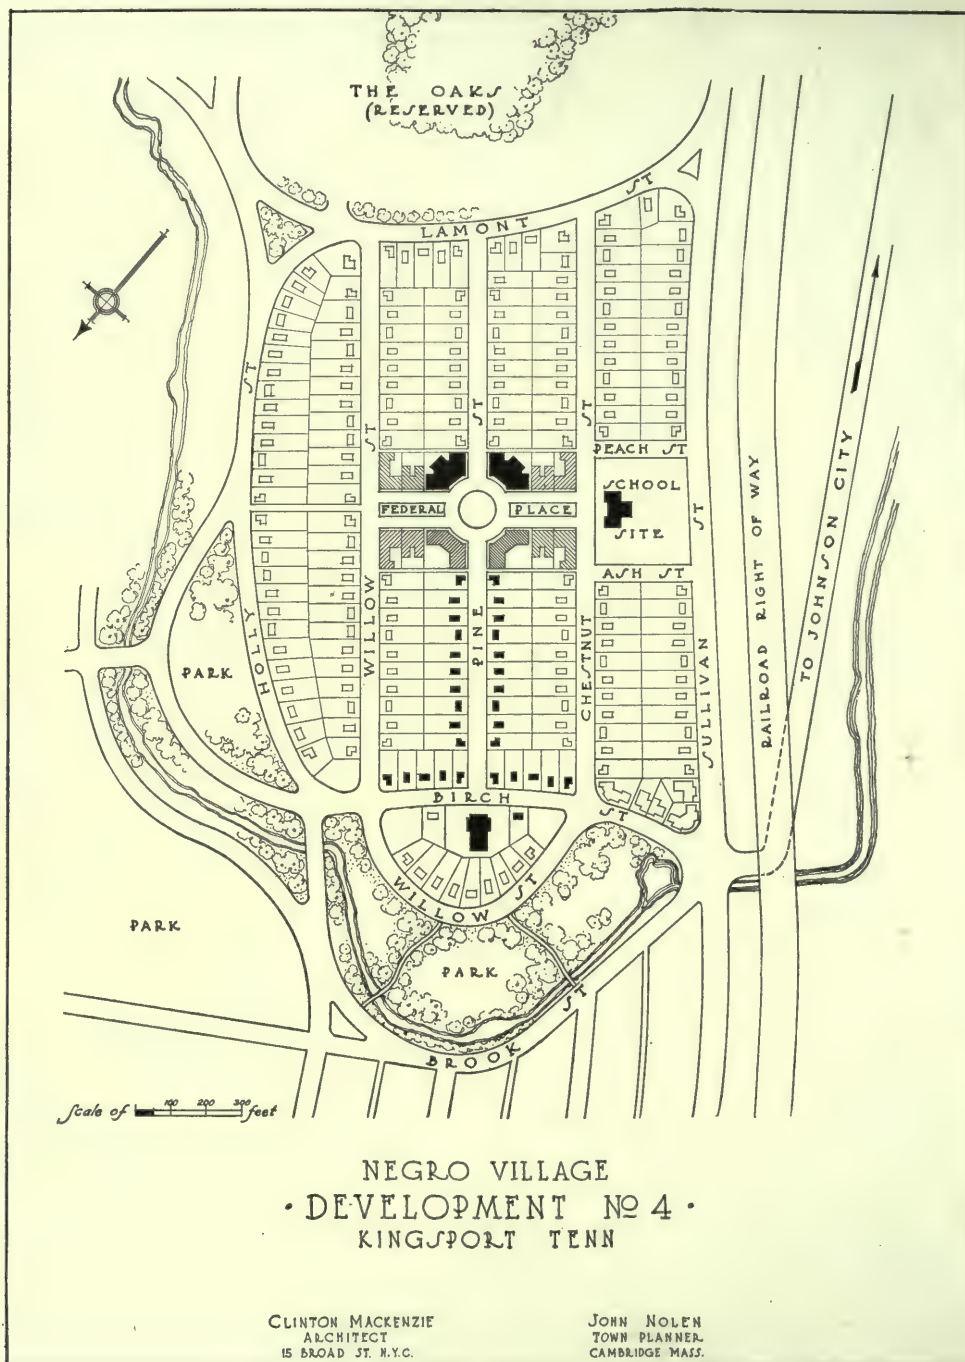 THE OAKS
(RESERVED)
LAMONT ST
ST
ST
ST
ST
PEACH ST
SCHOOL
SITE
FEDERAL PLACE
ST
ASH ST
HOLLY
WILLOW
PINE
CHESTNUT
SULLIVAN
RAILROAD RIGHT OF WAY
TO JOHNSON CITY
PARK
BIRCH
ST
WILLOW ST
PARK
PARK
BROOK ST
Scale of 100 200 300 feet
NEGRO VILLAGE
· DEVELOPMENT No 4 ·
KINGSPORT TENN
CLINTON MACKENZIE
ARCHITECT
15 BROAD ST. N.Y.C.
JOHN NOLEN
TOWN PLANNER
CAMBRIDGE MASS.